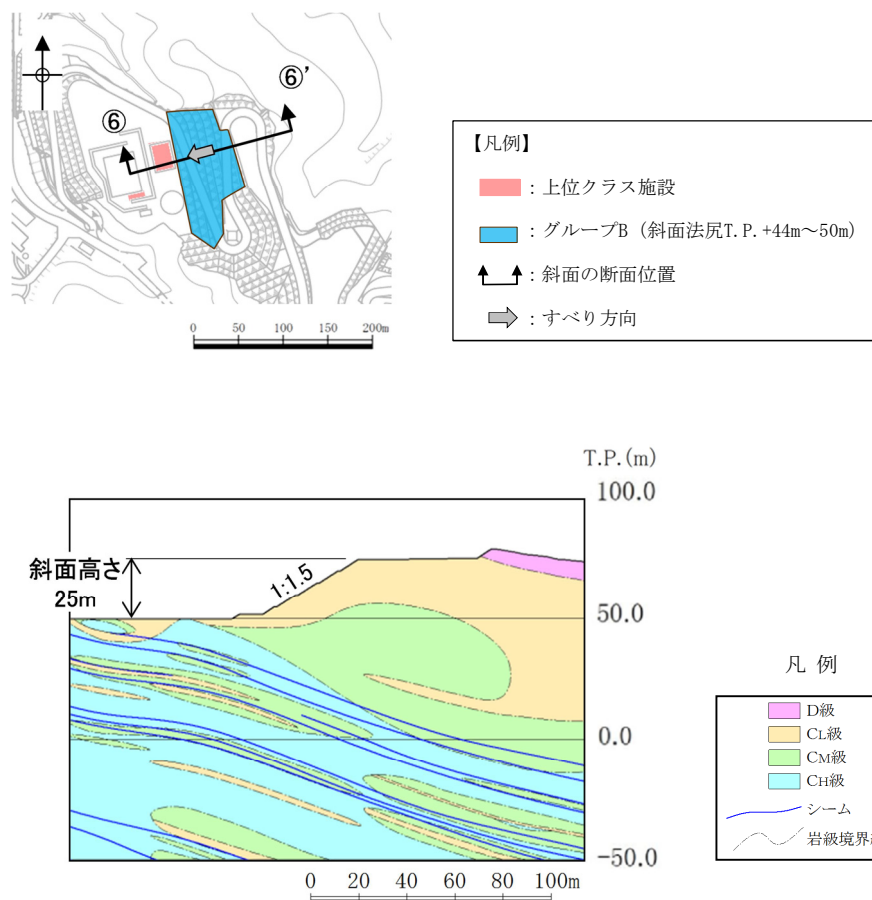 ⑥'
⑥
0 50 100 150 200m
【凡例】
：上位クラス施設
：グループB（斜面法尻T.P.+44m～50m）
：斜面の断面位置
：すべり方向
T.P.(m)
100.0
斜面高さ
25m
1:1.5
50.0
0.0
-50.0
0 20 40 60 80 100m
凡 例
D級
CL級
CM級
CH級
シーム
岩級境界